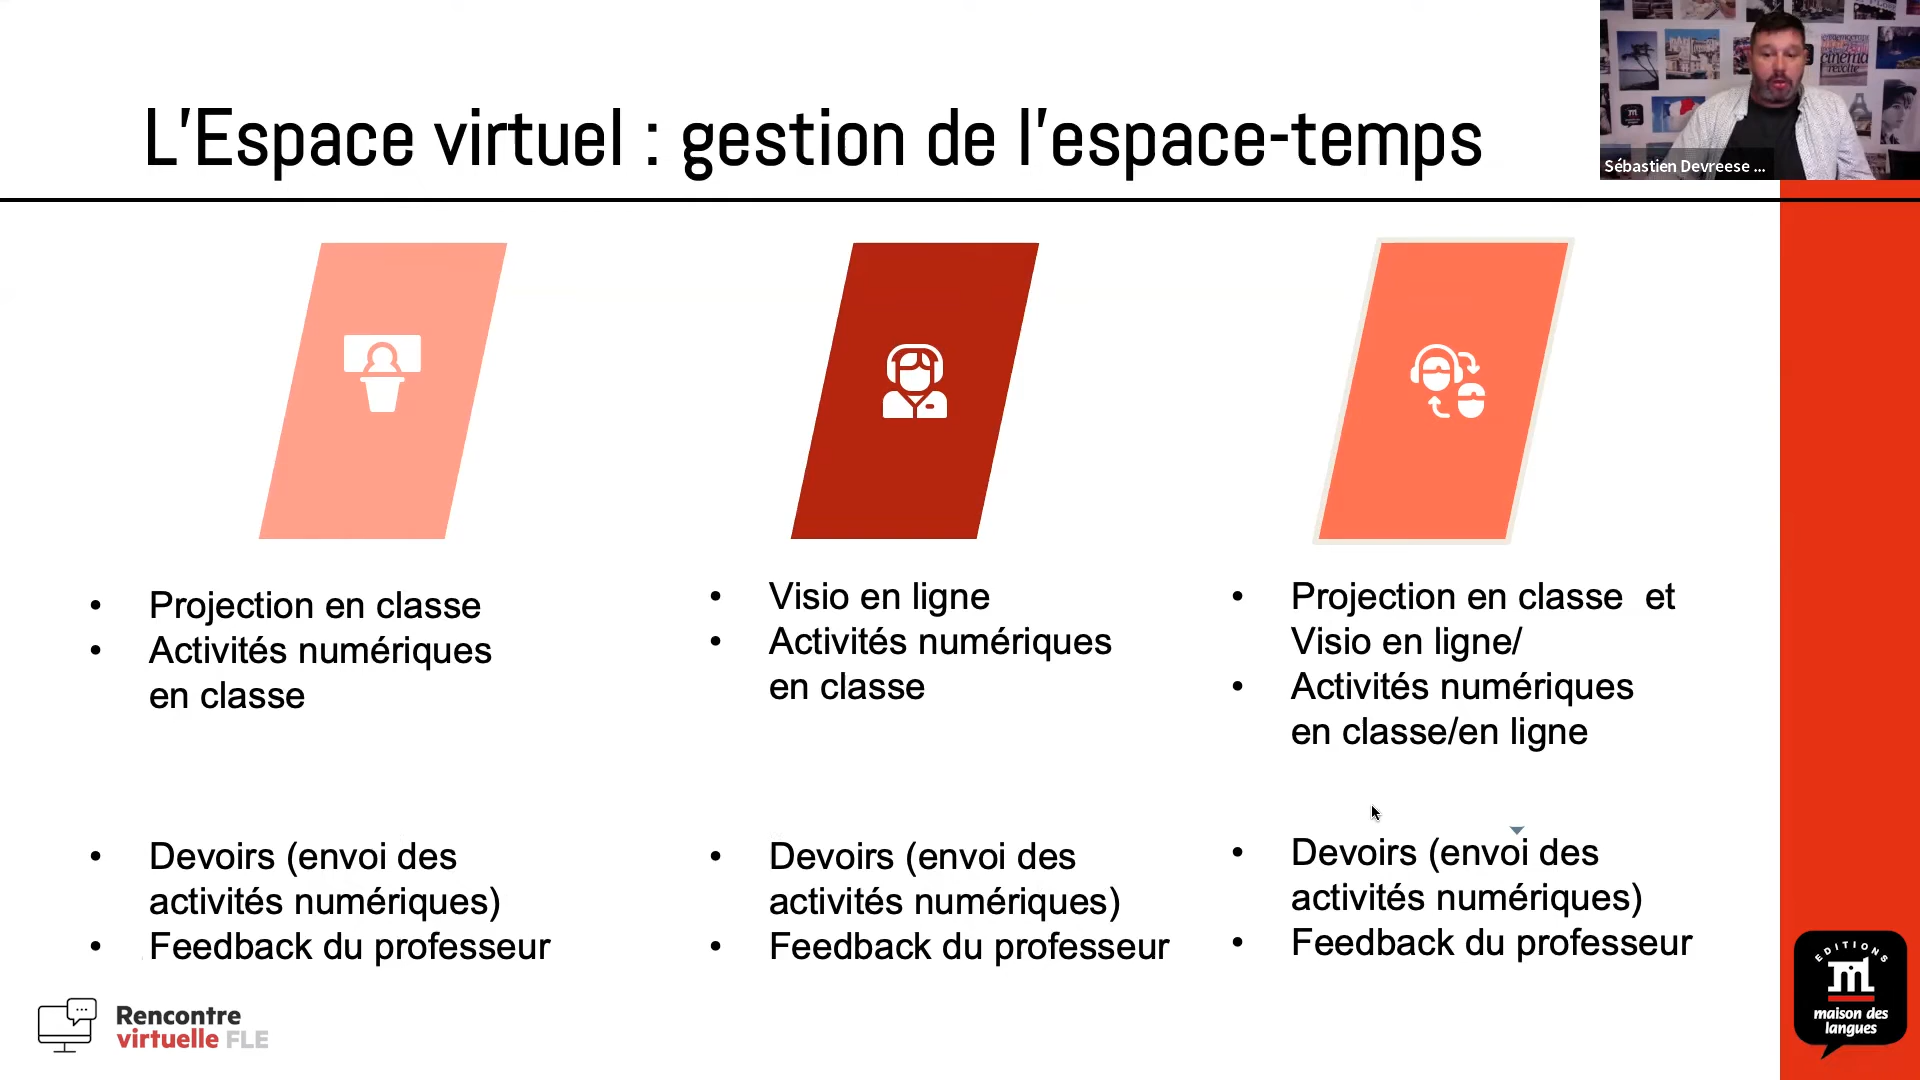 L'Espace virtuel : gestion de l'espace-temps
cinéma
révolte
Sébastien Devreese ...
• Projection en classe
• Activités numériques
en classe
• Devoirs (envoi des
activités numériques)
• Feedback du professeur
• Visio en ligne
• Activités numériques
en classe
• Devoirs (envoi des
activités numériques)
• Feedback du professeur
• Projection en classe et
Visio en ligne/
• Activités numériques
en classe/en ligne
• Devoirs (envoi des
activités numériques)
• Feedback du professeur
Rencontre
virtuelle FLE
EDITIONS
maison des
langues